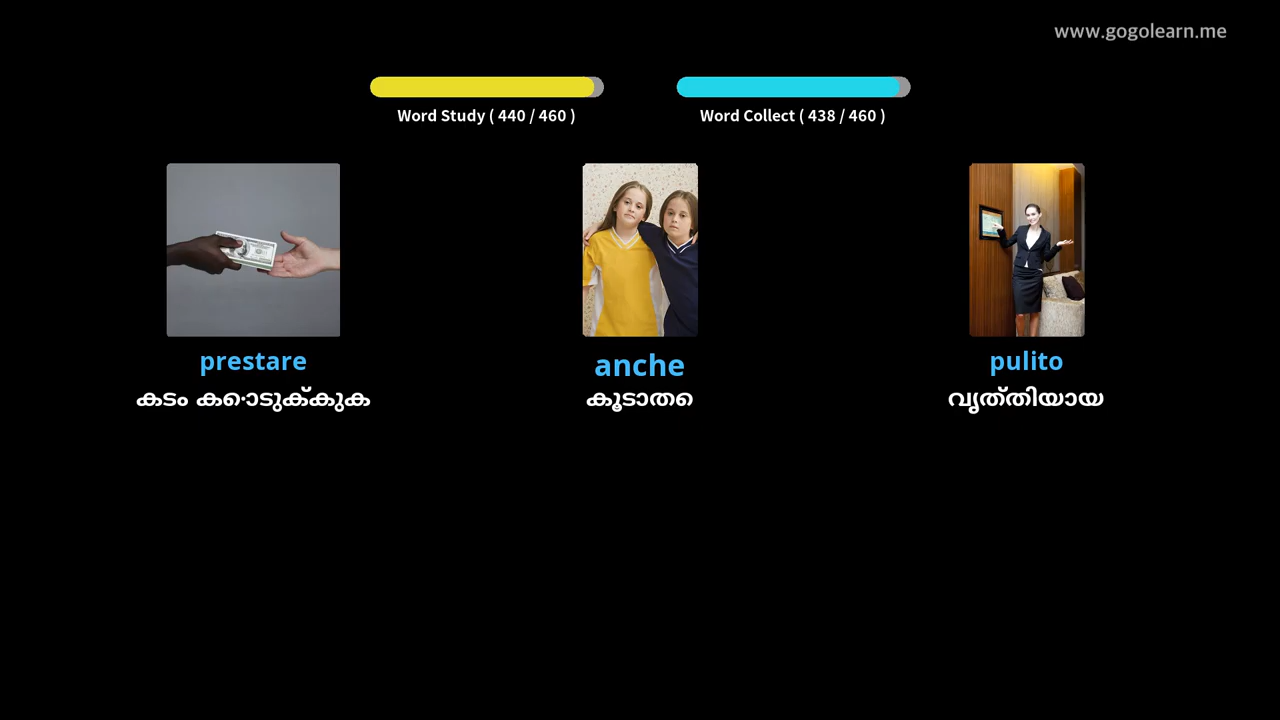 www.gogolearn.me
Word Study ( 440 / 460 )
Word Collect ( 438 / 460 )
prestare
anche
pulito
കടം കൊടുക്കുക
കൂടാതെ
വൃത്തിയായ